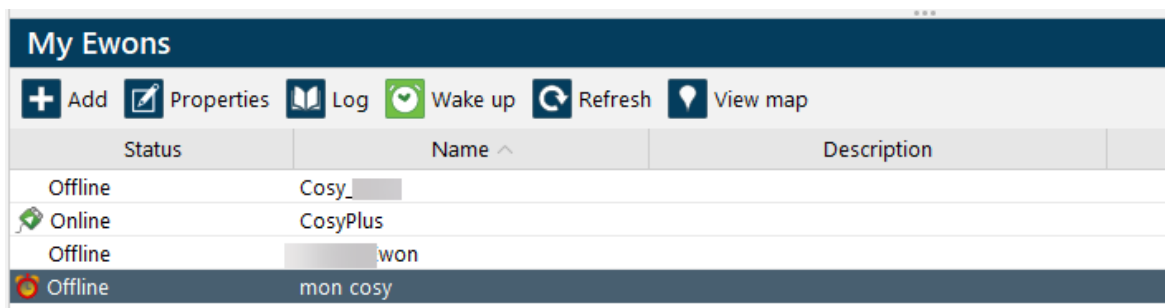 My Ewons
Add Properties Log Wake up Refresh View map
Status Name Description
Offline Cosy_
Online CosyPlus
Offline won
Offline mon cosy